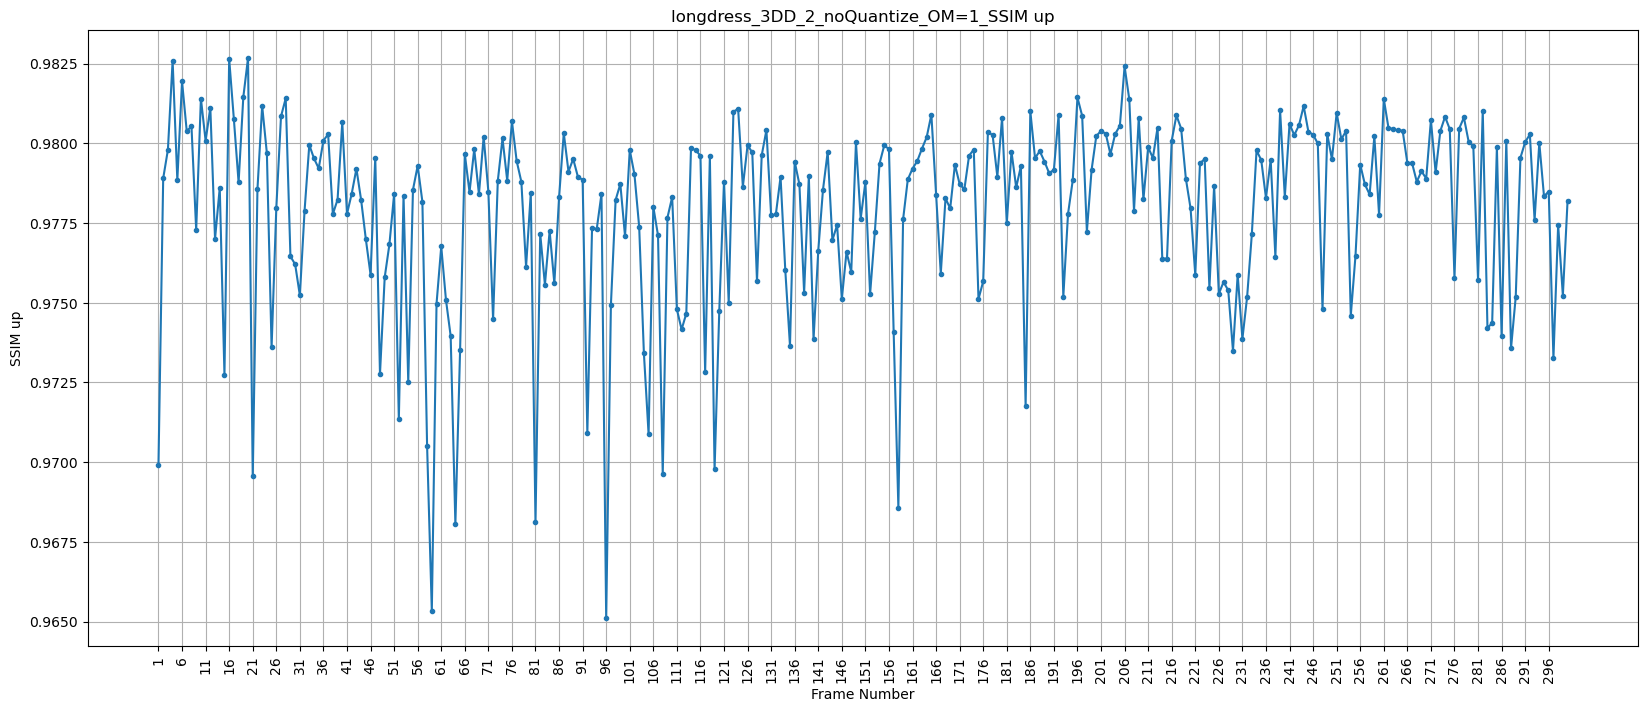 longdress_3DD_2_noQuantize_OM=1_SSIM up
SSIM up
0.9825
0.9800
0.9775
0.9750
0.9725
0.9700
0.9675
0.9650
1 6 11 16 21 26 31 36 41 46 51 56 61 66 71 76 81 86 91 96 101 106 111 116 121 126 131 136 141 146 151 156 161 166 171 176 181 186 191 196 201 206 211 216 221 226 231 236 241 246 251 256 261 266 271 276 281 286 291 296
Frame Number